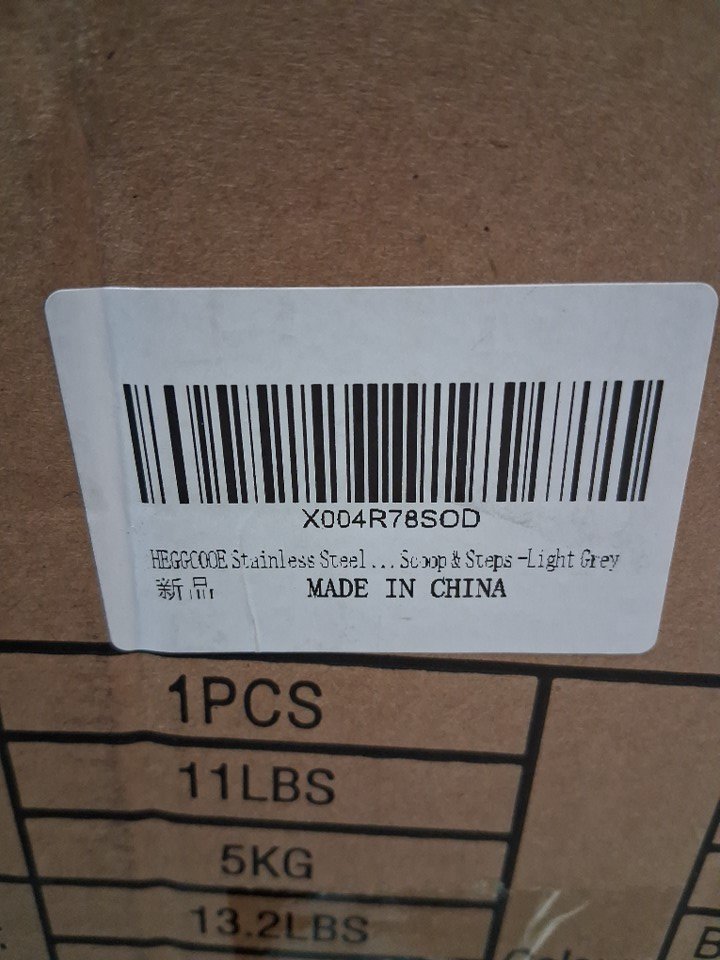 X004R78SOD
HEGGCOOE Stainless Steel... Scoop & Steps -Light Grey
新品
MADE IN CHINA
1PCS
11LBS
5KG
13.2LBS